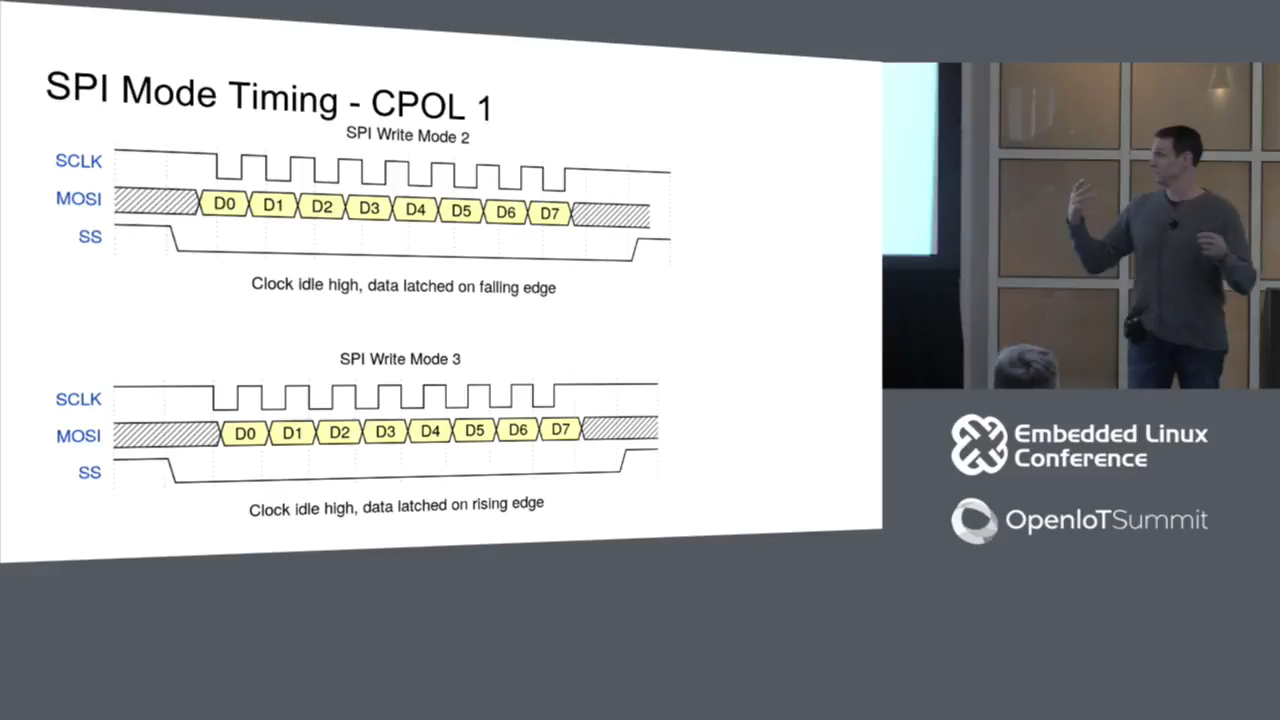 SPI Mode Timing - CPOL 1
SPI Write Mode 2
SCLK
MOSI D0 D1 D2 D3 D4 D5 D6 D7
SS
Clock idle high, data latched on falling edge
SPI Write Mode 3
SCLK
MOSI D0 D1 D2 D3 D4 D5 D6 D7
SS
Clock idle high, data latched on rising edge
Embedded Linux
Conference
OpenIoTSummit